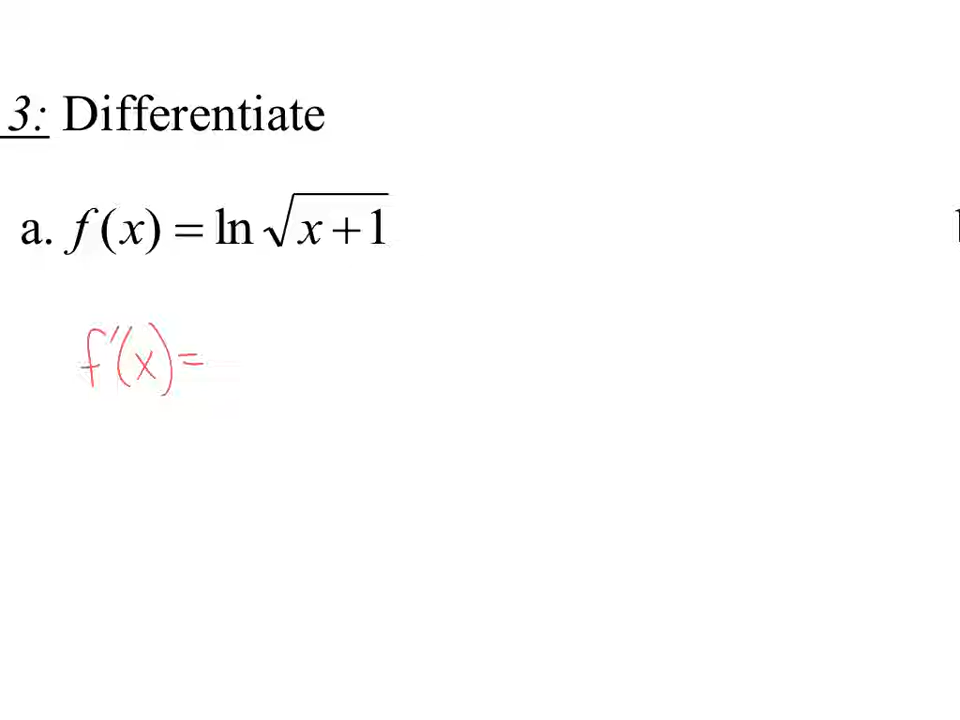 3: Differentiate
a. f(x) = ln √(x+1)
f'(x) =